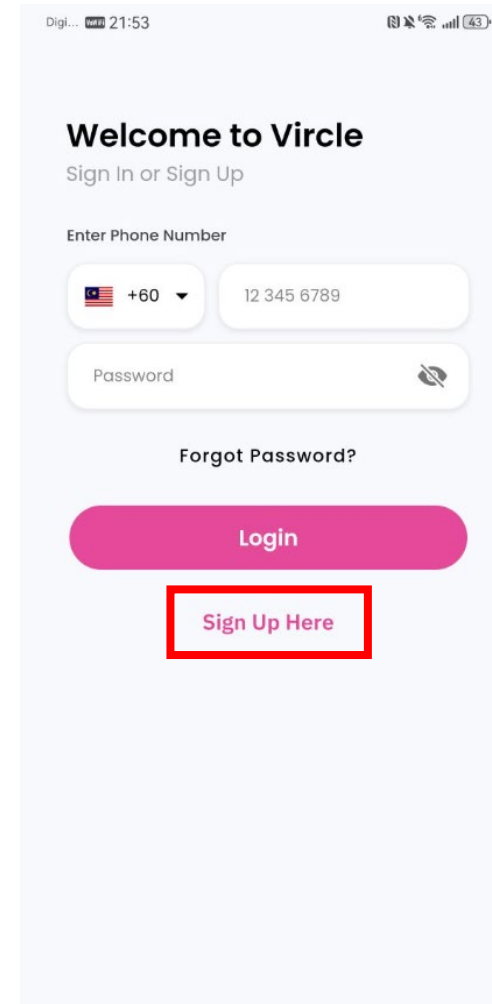 Digi... 21:53 43
Welcome to Vircle
Sign In or Sign Up
Enter Phone Number
+60 12 345 6789
Password
Forgot Password?
Login
Sign Up Here